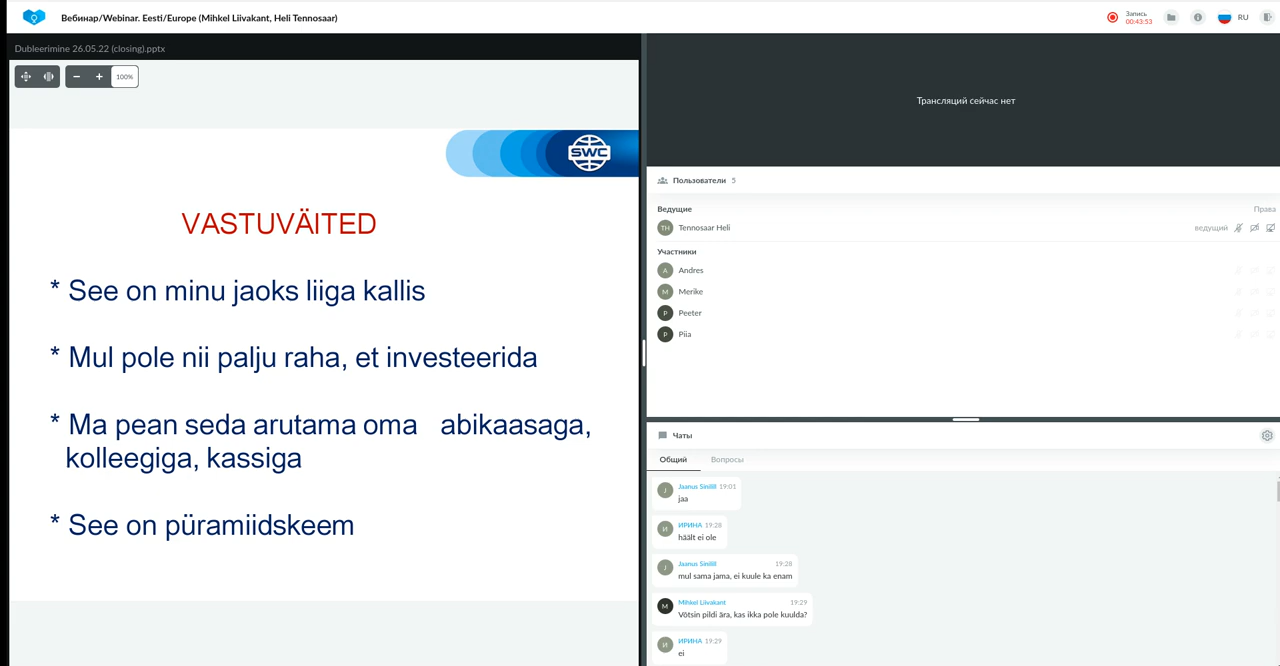 Вебинар/Webinar. Eesti/Europe (Mihkel Liivakant, Heli Tennosaar)
Запись
00:43:53
RU
Dubleerimine 26.05.22 (closing).pptx
100%
SWC
VASTUVÄITED
* See on minu jaoks liiga kallis
* Mul pole nii palju raha, et investeerida
* Ma pean seda arutama oma abikaasaga,
kolleegiga, kassiga
* See on püramiidskeem
Трансляций сейчас нет
Пользователи 5
Ведущие Права
TH Tennosaar Heli ведущий
Участники
A Andres
M Merike
P Peeter
P Piia
Чаты
Общий Вопросы
J Jaanus Sinilill 19:01
jaa
И ИРИНА 19:28
häält ei ole
J Jaanus Sinilill 19:28
mul sama jama, ei kuule ka enam
M Mihkel Liivakant 19:29
Võtsin pildi ära, kas ikka pole kuulda?
И ИРИНА 19:29
ei